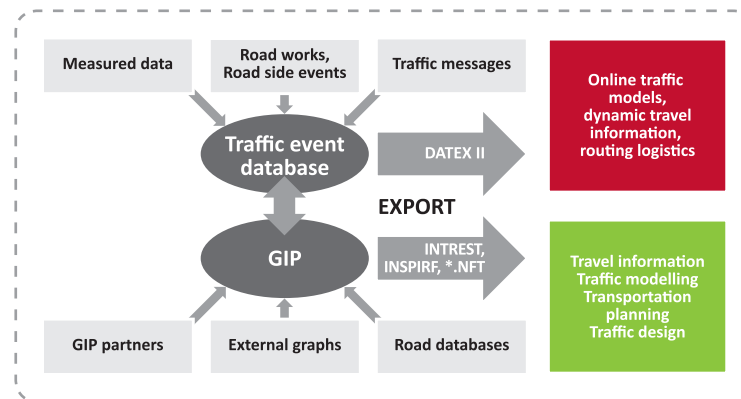 Measured data
Road works,
Road side events
Traffic messages
Traffic event
database
DATEX II
Online traffic
models,
dynamic travel
information,
routing logistics
EXPORT
GIP
INTREST,
INSPIRF, *.NFT
Travel information
Traffic modelling
Transportation
planning
Traffic design
GIP partners
External graphs
Road databases